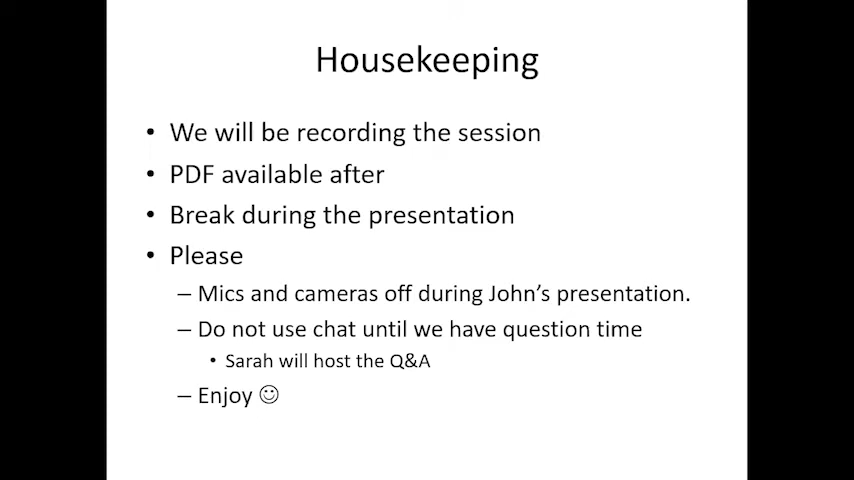 Housekeeping
• We will be recording the session
• PDF available after
• Break during the presentation
• Please
– Mics and cameras off during John’s presentation.
– Do not use chat until we have question time
• Sarah will host the Q&A
– Enjoy ☺